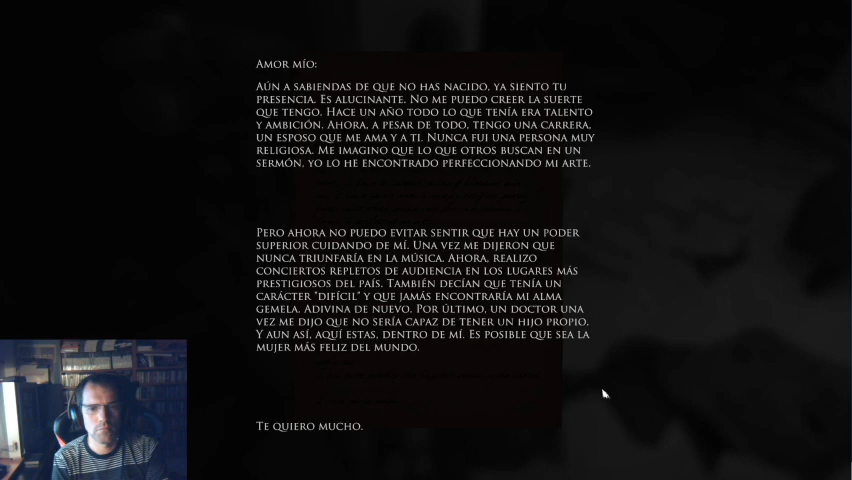 AMOR MÍO:
AÚN A SABIENDAS DE QUE NO HAS NACIDO, YA SIENTO TU
PRESENCIA. ES ALUCINANTE. NO ME PUEDO CREER LA SUERTE
QUE TENGO. HACE UN AÑO TODO LO QUE TENÍA ERA TALENTO
Y AMBICIÓN. AHORA, A PESAR DE TODO, TENGO UNA CARRERA,
UN ESPOSO QUE ME AMA Y A TI. NUNCA FUI UNA PERSONA MUY
RELIGIOSA. ME IMAGINO QUE LO QUE OTROS BUSCAN EN UN
SERMÓN, YO LO HE ENCONTRADO PERFECCIONANDO MI ARTE.
PERO AHORA NO PUEDO EVITAR SENTIR QUE HAY UN PODER
SUPERIOR CUIDANDO DE MÍ. UNA VEZ ME DIJERON QUE
NUNCA TRIUNFARÍA EN LA MÚSICA. AHORA, REALIZO
CONCIERTOS REPLETOS DE AUDIENCIA EN LOS LUGARES MÁS
PRESTIGIOSOS DEL PAÍS. TAMBIÉN DECÍAN QUE TENÍA UN
CARÁCTER "DIFÍCIL" Y QUE JAMÁS ENCONTRARÍA MI ALMA
GEMELA. ADIVINA DE NUEVO. POR ÚLTIMO, UN DOCTOR UNA
VEZ ME DIJO QUE NO SERÍA CAPAZ DE TENER UN HIJO PROPIO.
Y AUN ASÍ, AQUÍ ESTAS, DENTRO DE MÍ. ES POSIBLE QUE SEA LA
MUJER MÁS FELIZ DEL MUNDO.
TE QUIERO MUCHO.